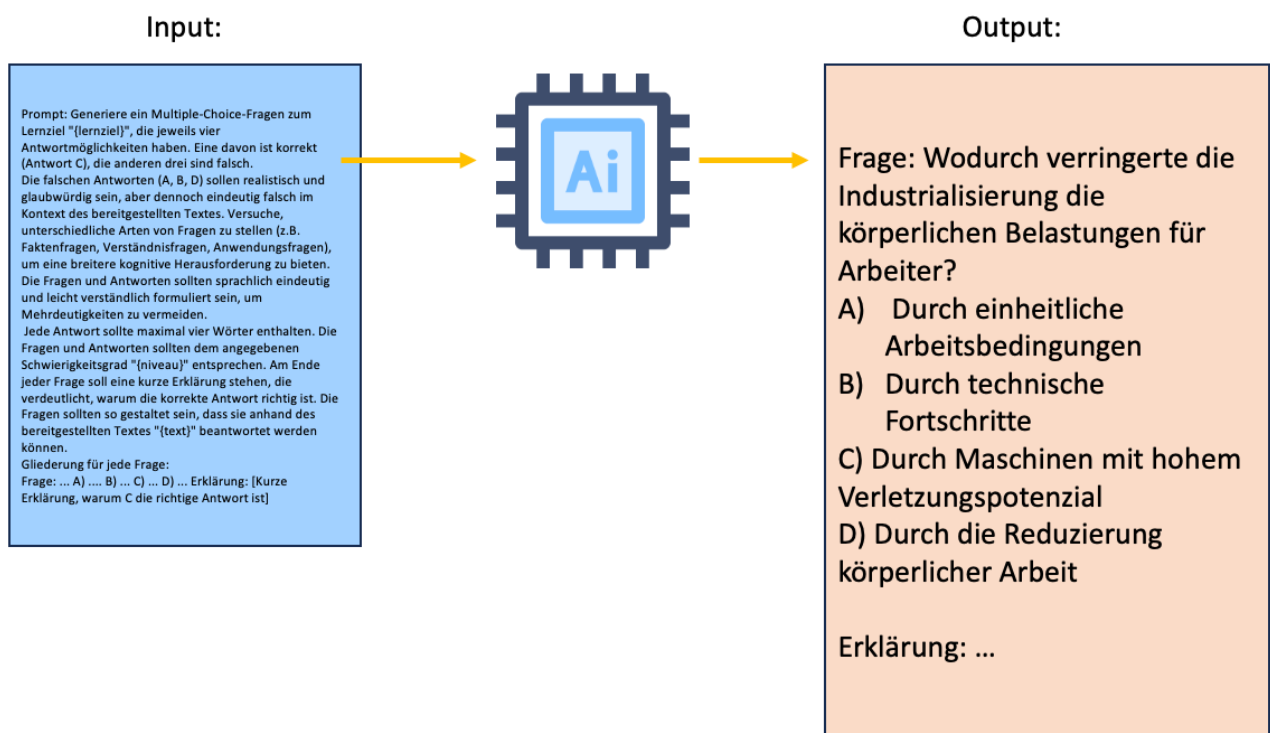 Input:
Prompt: Generiere ein Multiple-Choice-Fragen zum
Lernziel "{lernziel}", die jeweils vier
Antwortmöglichkeiten haben. Eine davon ist korrekt
(Antwort C), die anderen drei sind falsch.
Die falschen Antworten (A, B, D) sollen realistisch und
glaubwürdig sein, aber dennoch eindeutig falsch im
Kontext des bereitgestellten Textes. Versuche,
unterschiedliche Arten von Fragen zu stellen (z.B.
Faktenfragen, Verständnisfragen, Anwendungsfragen),
um eine breitere kognitive Herausforderung zu bieten.
Die Fragen und Antworten sollten sprachlich eindeutig
und leicht verständlich formuliert sein, um
Mehrdeutigkeiten zu vermeiden.
Jede Antwort sollte maximal vier Wörter enthalten. Die
Fragen und Antworten sollten dem angegebenen
Schwierigkeitsgrad "{niveau}" entsprechen. Am Ende
jeder Frage soll eine kurze Erklärung stehen, die
verdeutlicht, warum die korrekte Antwort richtig ist. Die
Fragen sollten so gestaltet sein, dass sie anhand des
bereitgestellten Textes "{text}" beantwortet werden
können.
Gliederung für jede Frage:
Frage: ... A) .... B) ... C) ... D) ... Erklärung: [Kurze
Erklärung, warum C die richtige Antwort ist]
Ai
Output:
Frage: Wodurch verringerte die
Industrialisierung die
körperlichen Belastungen für
Arbeiter?
A) Durch einheitliche
Arbeitsbedingungen
B) Durch technische
Fortschritte
C) Durch Maschinen mit hohem
Verletzungspotenzial
D) Durch die Reduzierung
körperlicher Arbeit
Erklärung: ...